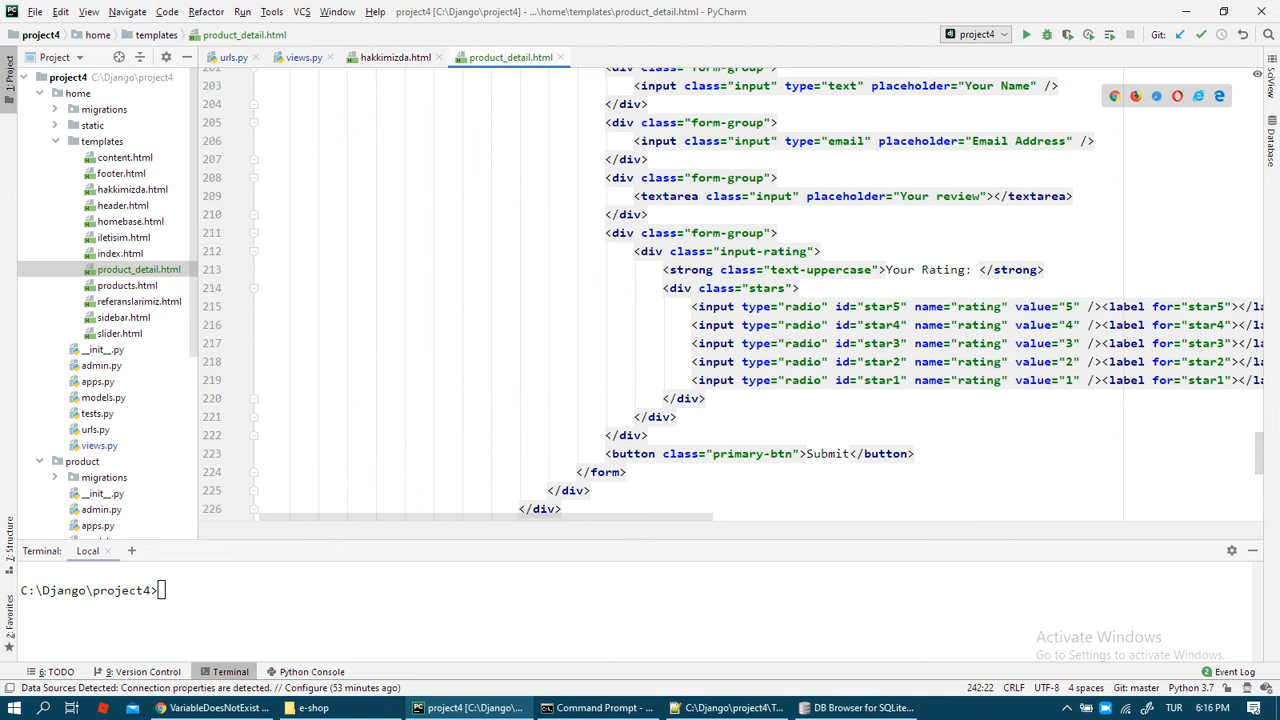 File Edit View Navigate Code Refactor Run Tools VCS Window Help project4 [C:\Django\project4] - ...\home\templates\product_detail.html - PyCharm
project4 home templates product_detail.html project4 Git:
Project urls.py views.py hakkimizda.html product_detail.html
1: Project
SciView
Database
7: Structure
2: Favorites
project4 C:\Django\project4
home
migrations
static
templates
content.html
footer.html
hakkimizda.html
header.html
homebase.html
iletisim.html
index.html
product_detail.html
products.html
referanslarimiz.html
sidebar.html
slider.html
__init__.py
admin.py
apps.py
models.py
tests.py
urls.py
views.py
product
migrations
__init__.py
admin.py
apps.py
202 <div class="form-group">
203 <input class="input" type="text" placeholder="Your Name" />
204 </div>
205 <div class="form-group">
206 <input class="input" type="email" placeholder="Email Address" />
207 </div>
208 <div class="form-group">
209 <textarea class="input" placeholder="Your review"></textarea>
210 </div>
211 <div class="form-group">
212 <div class="input-rating">
213 <strong class="text-uppercase">Your Rating: </strong>
214 <div class="stars">
215 <input type="radio" id="star5" name="rating" value="5" /><label for="star5"></la
216 <input type="radio" id="star4" name="rating" value="4" /><label for="star4"></la
217 <input type="radio" id="star3" name="rating" value="3" /><label for="star3"></la
218 <input type="radio" id="star2" name="rating" value="2" /><label for="star2"></la
219 <input type="radio" id="star1" name="rating" value="1" /><label for="star1"></la
220 </div>
221 </div>
222 </div>
223 <button class="primary-btn">Submit</button>
224 </form>
225 </div>
226 </div>
Terminal: Local +
C:\Django\project4>
Activate Windows
Go to Settings to activate Windows.
6: TODO 9: Version Control Terminal Python Console Event Log
Data Sources Detected: Connection properties are detected. // Configure (53 minutes ago) 242:22 CRLF UTF-8 4 spaces Git: master Python 3.7
VariableDoesNotExist e-shop project4 [C:\Django\... Command Prompt - ... C:\Django\project4\T... DB Browser for SQLite... TUR 6:16 PM